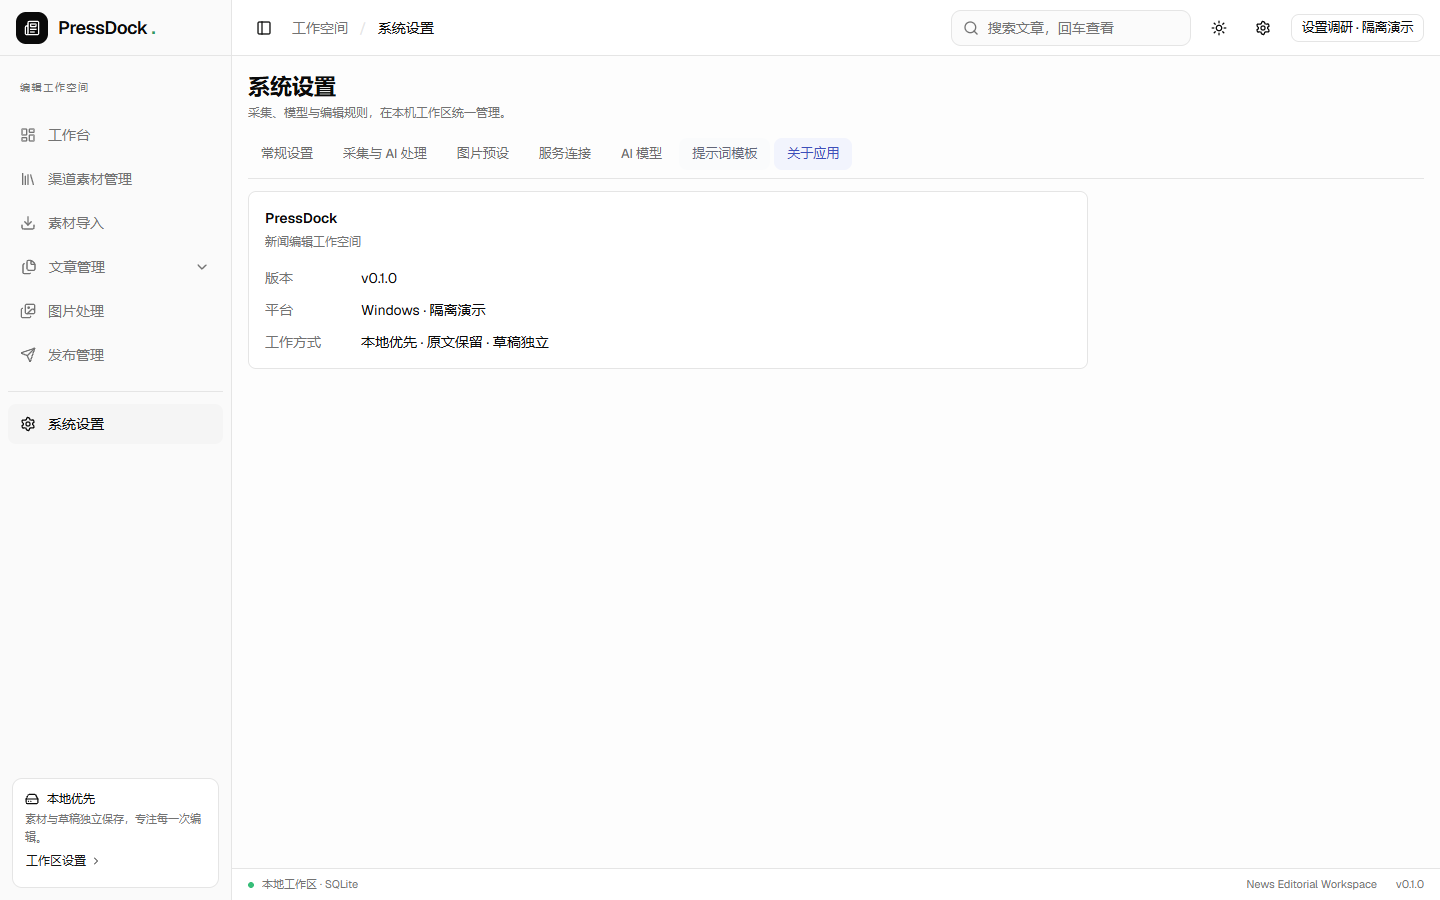 PressDock.
工作空间 / 系统设置
搜索文章，回车查看
设置调研 · 隔离演示
编辑工作空间
工作台
渠道素材管理
素材导入
文章管理
图片处理
发布管理
系统设置
本地优先
素材与草稿独立保存，专注每一次编
辑。
工作区设置
系统设置
采集、模型与编辑规则，在本机工作区统一管理。
常规设置 采集与 AI 处理 图片预设 服务连接 AI 模型 提示词模板 关于应用
PressDock
新闻编辑工作空间
版本 v0.1.0
平台 Windows · 隔离演示
工作方式 本地优先 · 原文保留 · 草稿独立
本地工作区 · SQLite
News Editorial Workspace v0.1.0